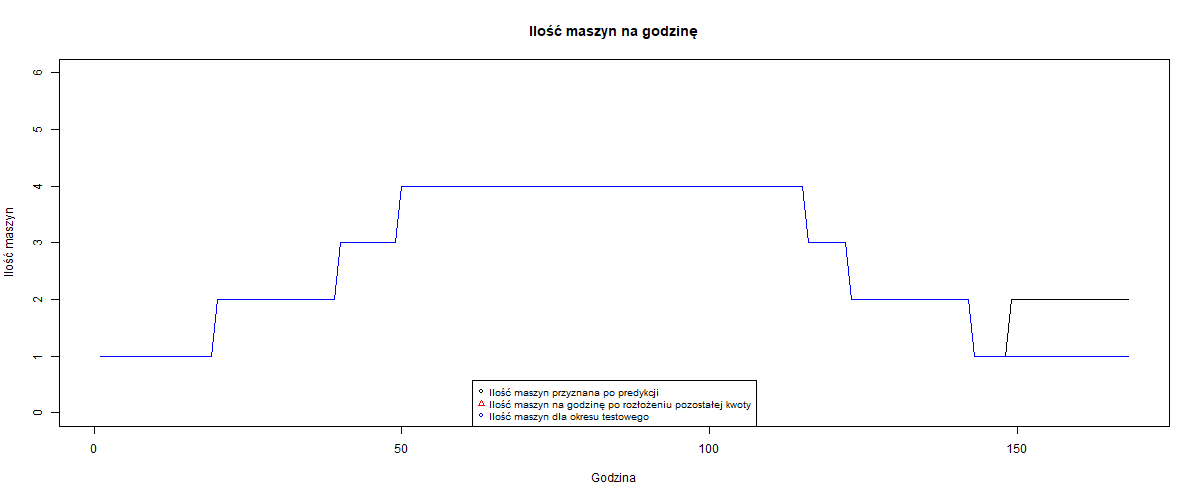 Ilość maszyn na godzinę
Ilość maszyn
6
5
4
3
2
1
0
Ilość maszyn przyznana po predykcji
Ilość maszyn na godzinę po rozłożeniu pozostałej kwoty
Ilość maszyn dla okresu testowego
0 50 100 150
Godzina